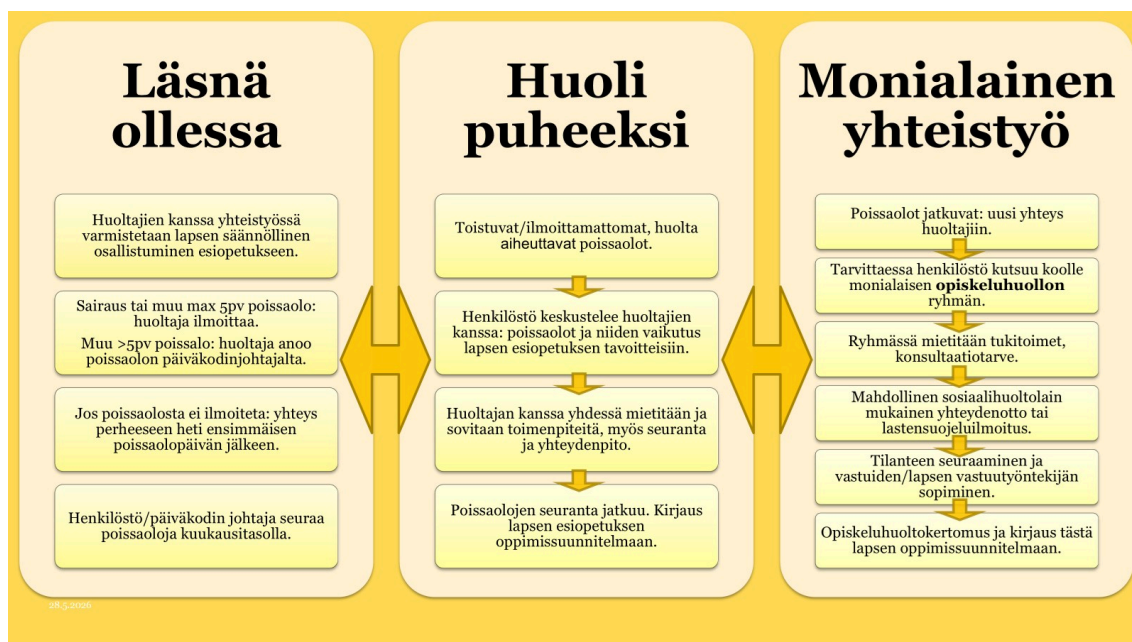 Läsnä
ollessa
Huoltajien kanssa yhteistyössä
varmistetaan lapsen säännöllinen
osallistuminen esiopetukseen.
Sairaus tai muu max 5pv poissaolo:
huoltaja ilmoittaa.
Muu >5pv poissalo: huoltaja anoo
poissaolon päiväkodinjohtajalta.
Jos poissaolosta ei ilmoiteta: yhteys
perheeseen heti ensimmäisen
poissaolopäivän jälkeen.
Henkilöstö/päiväkodin johtaja seuraa
poissaoloja kuukausitasolla.
Huoli
puheeksi
Toistuvat/ilmoittamattomat, huolta
aiheuttavat poissaolot.
Henkilöstö keskustelee huoltajien
kanssa: poissaolot ja niiden vaikutus
lapsen esiopetuksen tavoitteisiin.
Huoltajan kanssa yhdessä mietitään ja
sovitaan toimenpiteitä, myös seuranta
ja yhteydenpito.
Poissaolojen seuranta jatkuu. Kirjaus
lapsen esiopetuksen
oppimissuunnitelmaan.
Monialainen
yhteistyö
Poissaolot jatkuvat: uusi yhteys
huoltajiin.
Tarvittaessa henkilöstö kutsuu koolle
monialaisen opiskeluhuollon
ryhmän.
Ryhmässä mietitään tukitoimet,
konsultaatiotarve.
Mahdollinen sosiaalihuoltolain
mukainen yhteydenotto tai
lastensuojeluilmoitus.
Tilanteen seuraaminen ja
vastuiden/lapsen vastuutyöntekijän
sopiminen.
Opiskeluhuoltokertomus ja kirjaus tästä
lapsen oppimissuunnitelmaan.
28.5.2026